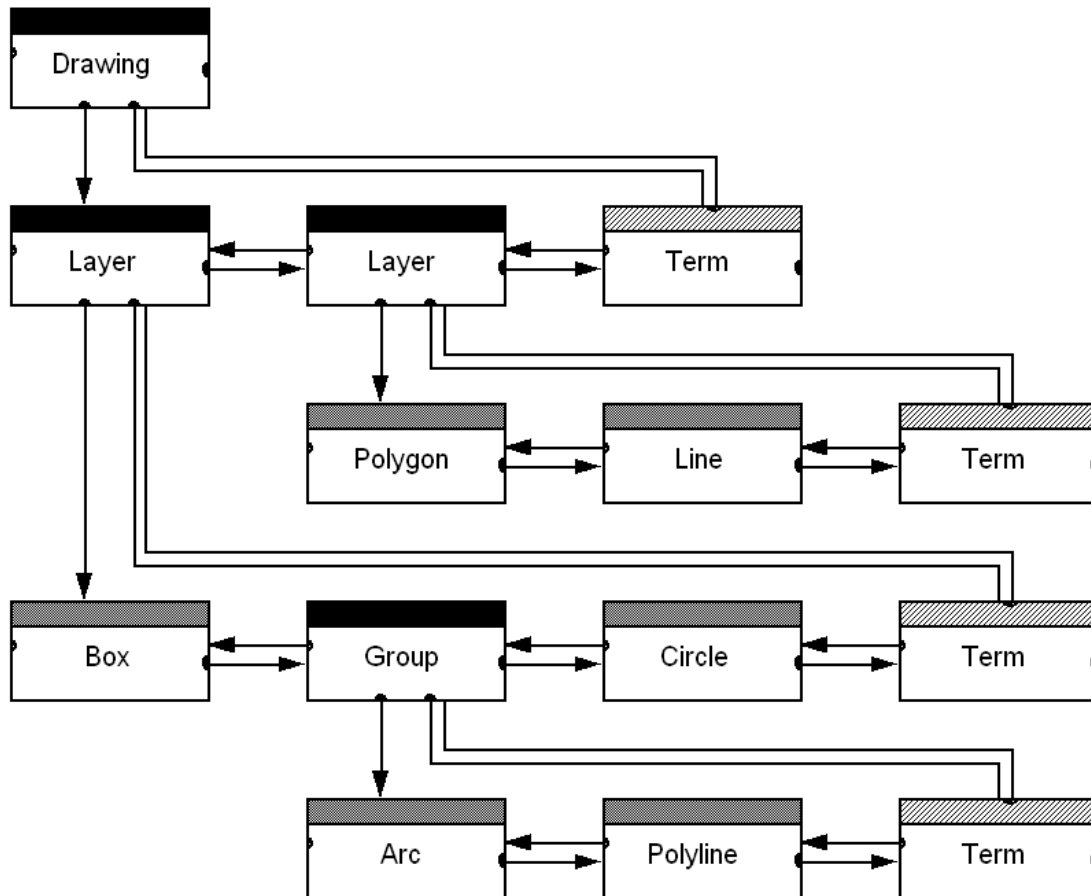 Drawing
Layer Layer Term
Polygon Line Term
Box Group Circle Term
Arc Polyline Term